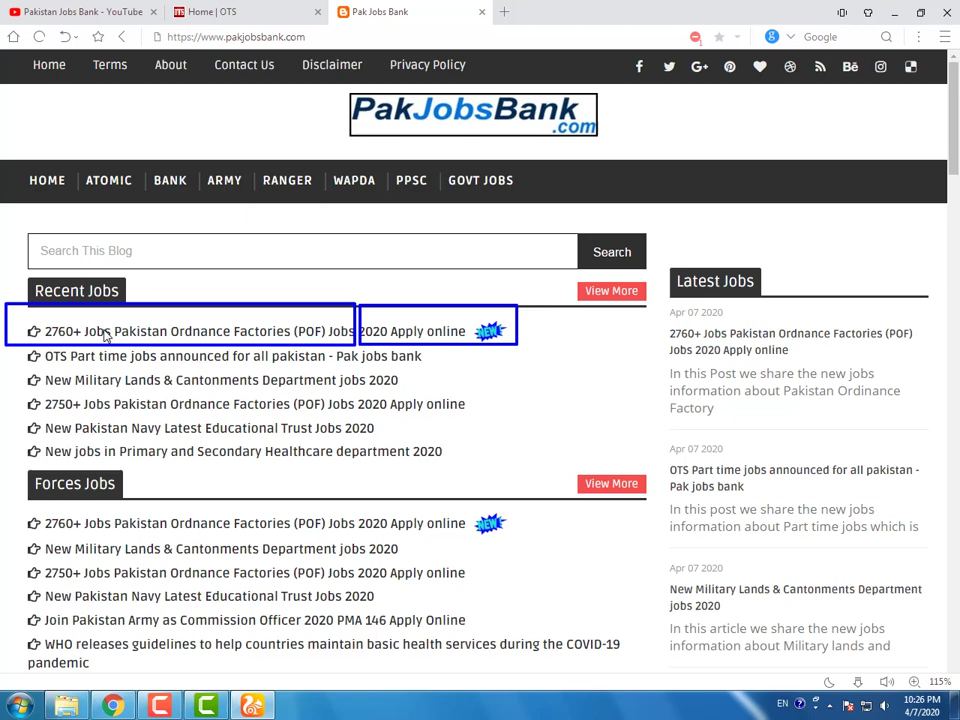 Pakistan Jobs Bank - YouTube
Home | OTS
Pak Jobs Bank
https://www.pakjobsbank.com
Google
Home Terms About Contact Us Disclaimer Privacy Policy
PakJobsBank
.com
HOME ATOMIC BANK ARMY RANGER WAPDA PPSC GOVT JOBS
Search This Blog
Search
Recent Jobs
View More
2760+ Jobs Pakistan Ordnance Factories (POF) Jobs 2020 Apply online NEW
OTS Part time jobs announced for all pakistan - Pak jobs bank
New Military Lands & Cantonments Department jobs 2020
2750+ Jobs Pakistan Ordnance Factories (POF) Jobs 2020 Apply online
New Pakistan Navy Latest Educational Trust Jobs 2020
New jobs in Primary and Secondary Healthcare department 2020
Forces Jobs
View More
2760+ Jobs Pakistan Ordnance Factories (POF) Jobs 2020 Apply online NEW
New Military Lands & Cantonments Department jobs 2020
2750+ Jobs Pakistan Ordnance Factories (POF) Jobs 2020 Apply online
New Pakistan Navy Latest Educational Trust Jobs 2020
Join Pakistan Army as Commission Officer 2020 PMA 146 Apply Online
WHO releases guidelines to help countries maintain basic health services during the COVID-19
pandemic
Latest Jobs
Apr 07 2020
2760+ Jobs Pakistan Ordnance Factories (POF)
Jobs 2020 Apply online
In this Post we share the new jobs
information about Pakistan Ordinance
Factory
Apr 07 2020
OTS Part time jobs announced for all pakistan -
Pak jobs bank
In this post we share the new jobs
information about Part time jobs which is
Apr 07 2020
New Military Lands & Cantonments Department
jobs 2020
In this article we share the new jobs
information about Military lands and
115%
EN
10:26 PM
4/7/2020